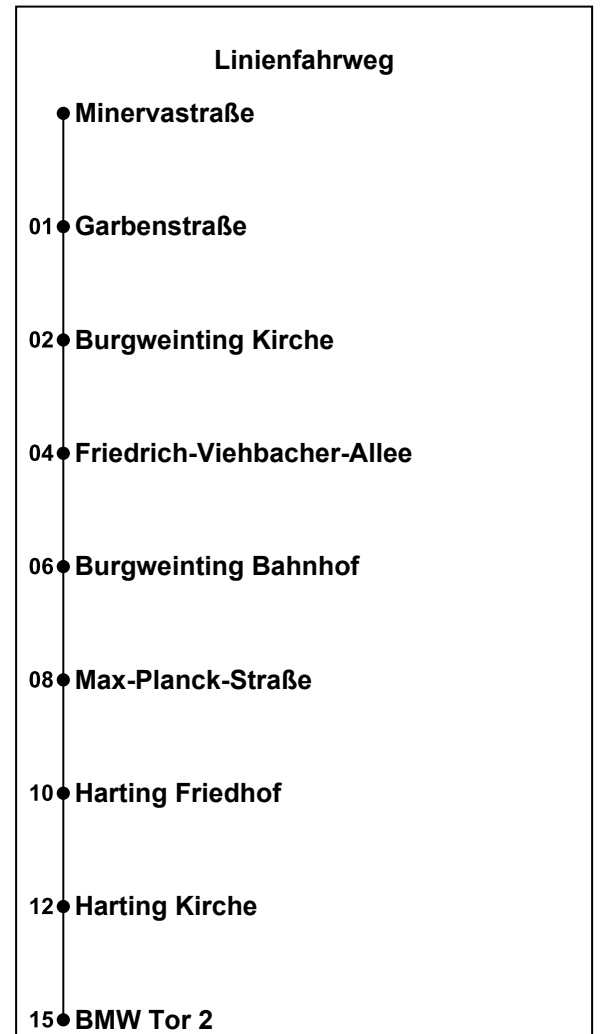 Linienfahrweg
Minervastraße
01 Garbenstraße
02 Burgweinting Kirche
04 Friedrich-Viehbacher-Allee
06 Burgweinting Bahnhof
08 Max-Planck-Straße
10 Harting Friedhof
12 Harting Kirche
15 BMW Tor 2